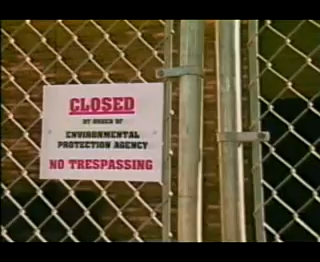 CLOSED
BY ORDER OF
ENVIRONMENTAL
PROTECTION AGENCY
NO TRESPASSING